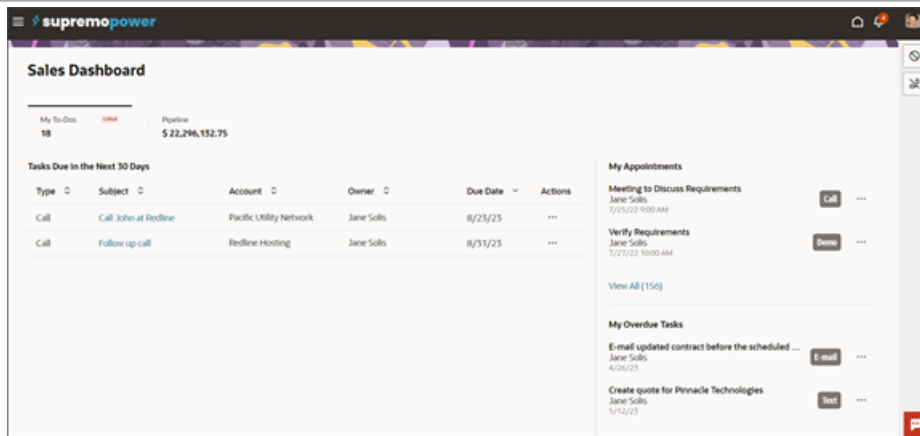 supremopower
4
Sales Dashboard
My To-Dos
18
Pipeline
$ 22,296,132.75
Tasks Due in the Next 30 Days
Type Subject Account Owner Due Date Actions
Call Call John at Redline Pacific Utility Network Jane Solis 8/23/23 ...
Call Follow up call Redline Hosting Jane Solis 8/31/23 ...
My Appointments
Meeting to Discuss Requirements
Jane Solis
7/25/22 9:00 AM
Call ...
Verify Requirements
Jane Solis
7/27/22 10:00 AM
Demo ...
View All (156)
My Overdue Tasks
E-mail updated contract before the scheduled ...
Jane Solis
4/26/23
E-mail ...
Create quote for Pinnacle Technologies
Jane Solis
5/12/23
Text ...